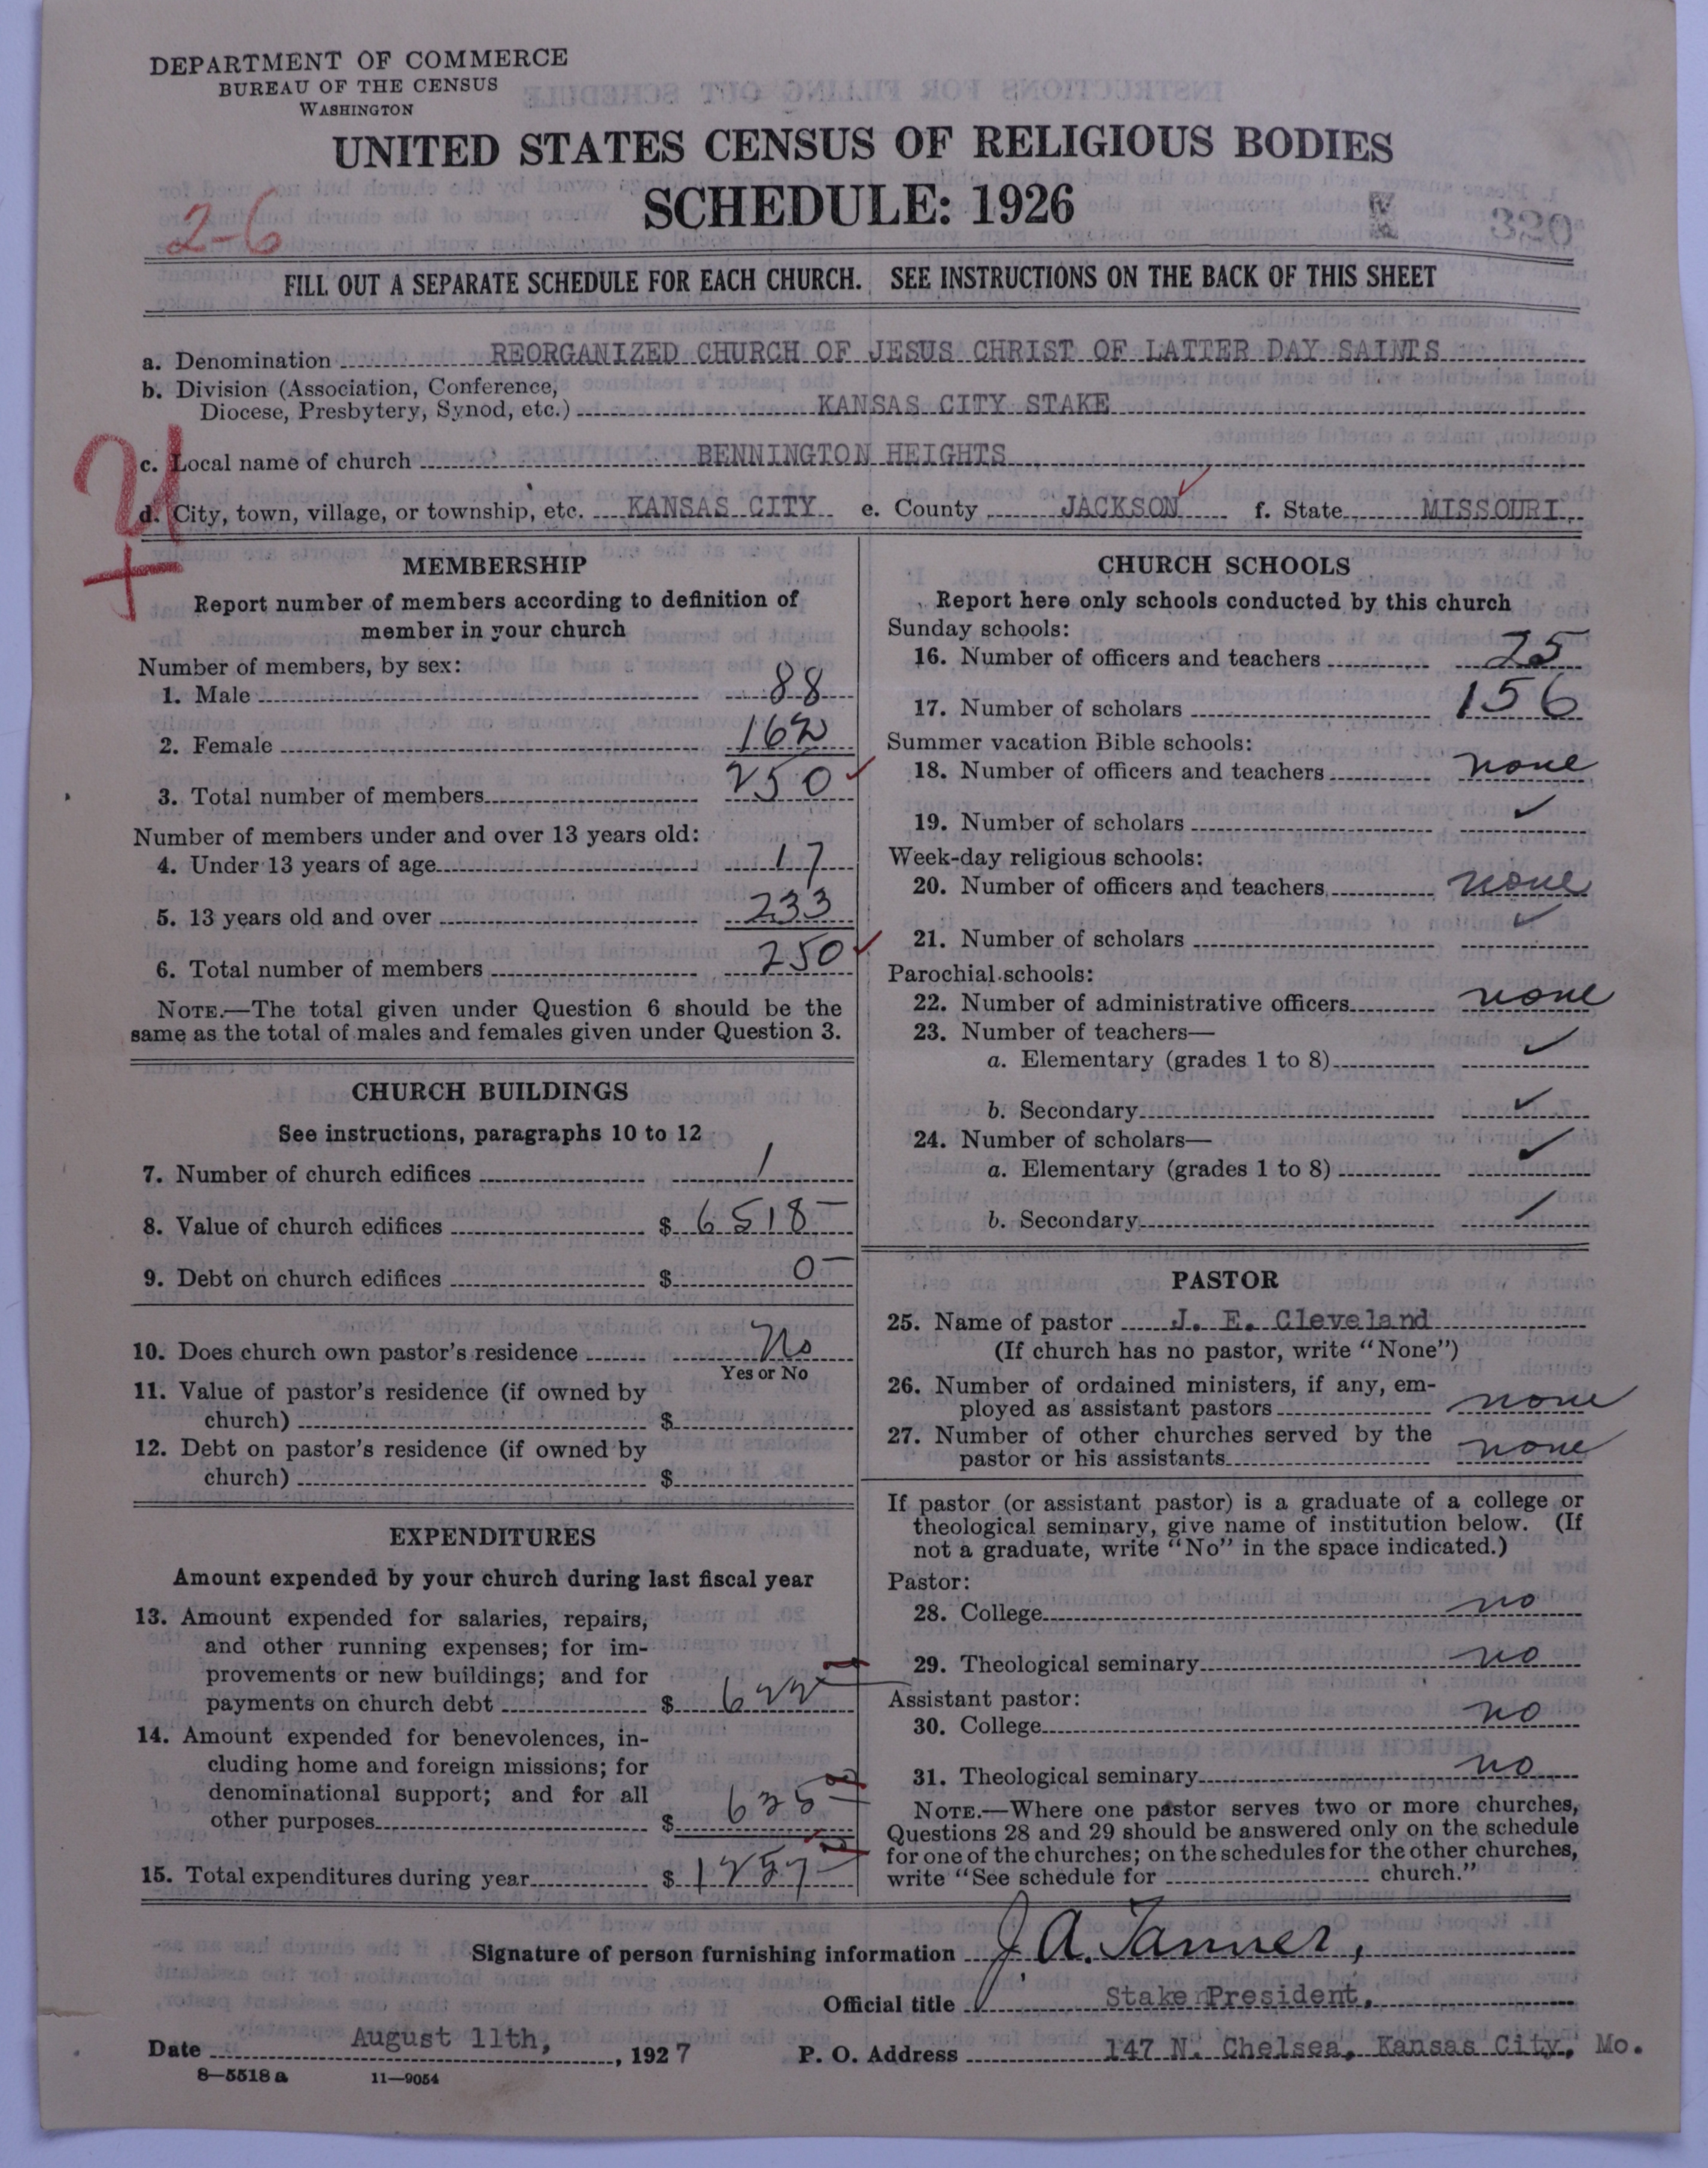 DEPARTMENT OF COMMERCE
BUREAU OF THE CENSUS
WASHINGTON
UNITED STATES CENSUS OF RELIGIOUS BODIES
SCHEDULE: 1926
2-6
320
FILL OUT A SEPARATE SCHEDULE FOR EACH CHURCH. SEE INSTRUCTIONS ON THE BACK OF THIS SHEET
a. Denomination REORGANIZED CHURCH OF JESUS CHRIST OF LATTER DAY SAINTS
b. Division (Association, Conference,
Diocese, Presbytery, Synod, etc.) KANSAS CITY STAKE
c. Local name of church BENNINGTON HEIGHTS
d. City, town, village, or township, etc. KANSAS CITY e. County JACKSON f. State MISSOURI
MEMBERSHIP
Report number of members according to definition of
member in your church
Number of members, by sex:
1. Male 88
2. Female 162
3. Total number of members 250
Number of members under and over 13 years old:
4. Under 13 years of age 17
5. 13 years old and over 233
6. Total number of members 250
NOTE.—The total given under Question 6 should be the
same as the total of males and females given under Question 3.
CHURCH BUILDINGS
See instructions, paragraphs 10 to 12
7. Number of church edifices 1
8. Value of church edifices $ 6518-
9. Debt on church edifices $ 0-
10. Does church own pastor's residence No
Yes or No
11. Value of pastor's residence (if owned by
church) $
12. Debt on pastor's residence (if owned by
church) $
EXPENDITURES
Amount expended by your church during last fiscal year
13. Amount expended for salaries, repairs,
and other running expenses; for im-
provements or new buildings; and for
payments on church debt $ 622
14. Amount expended for benevolences, in-
cluding home and foreign missions; for
denominational support; and for all
other purposes $ 635
15. Total expenditures during year $ 1257
CHURCH SCHOOLS
Report here only schools conducted by this church
Sunday schools:
16. Number of officers and teachers 25
17. Number of scholars 156
Summer vacation Bible schools:
18. Number of officers and teachers none
19. Number of scholars ✓
Week-day religious schools:
20. Number of officers and teachers none
21. Number of scholars ✓
Parochial schools:
22. Number of administrative officers none
23. Number of teachers—
a. Elementary (grades 1 to 8) ✓
b. Secondary ✓
24. Number of scholars—
a. Elementary (grades 1 to 8) ✓
b. Secondary ✓
PASTOR
25. Name of pastor J. E. Cleveland
(If church has no pastor, write "None")
26. Number of ordained ministers, if any, em-
ployed as assistant pastors none
27. Number of other churches served by the
pastor or his assistants none
If pastor (or assistant pastor) is a graduate of a college or
theological seminary, give name of institution below. (If
not a graduate, write "No" in the space indicated.)
Pastor:
28. College no
29. Theological seminary no
Assistant pastor:
30. College no
31. Theological seminary no
NOTE.—Where one pastor serves two or more churches,
Questions 28 and 29 should be answered only on the schedule
for one of the churches; on the schedules for the other churches,
write "See schedule for church."
Signature of person furnishing information J. A. Tanner,
Official title Stake President,
Date August 11th, , 1927 P. O. Address 147 N. Chelsea, Kansas City, Mo.
8—5518a 11—9054